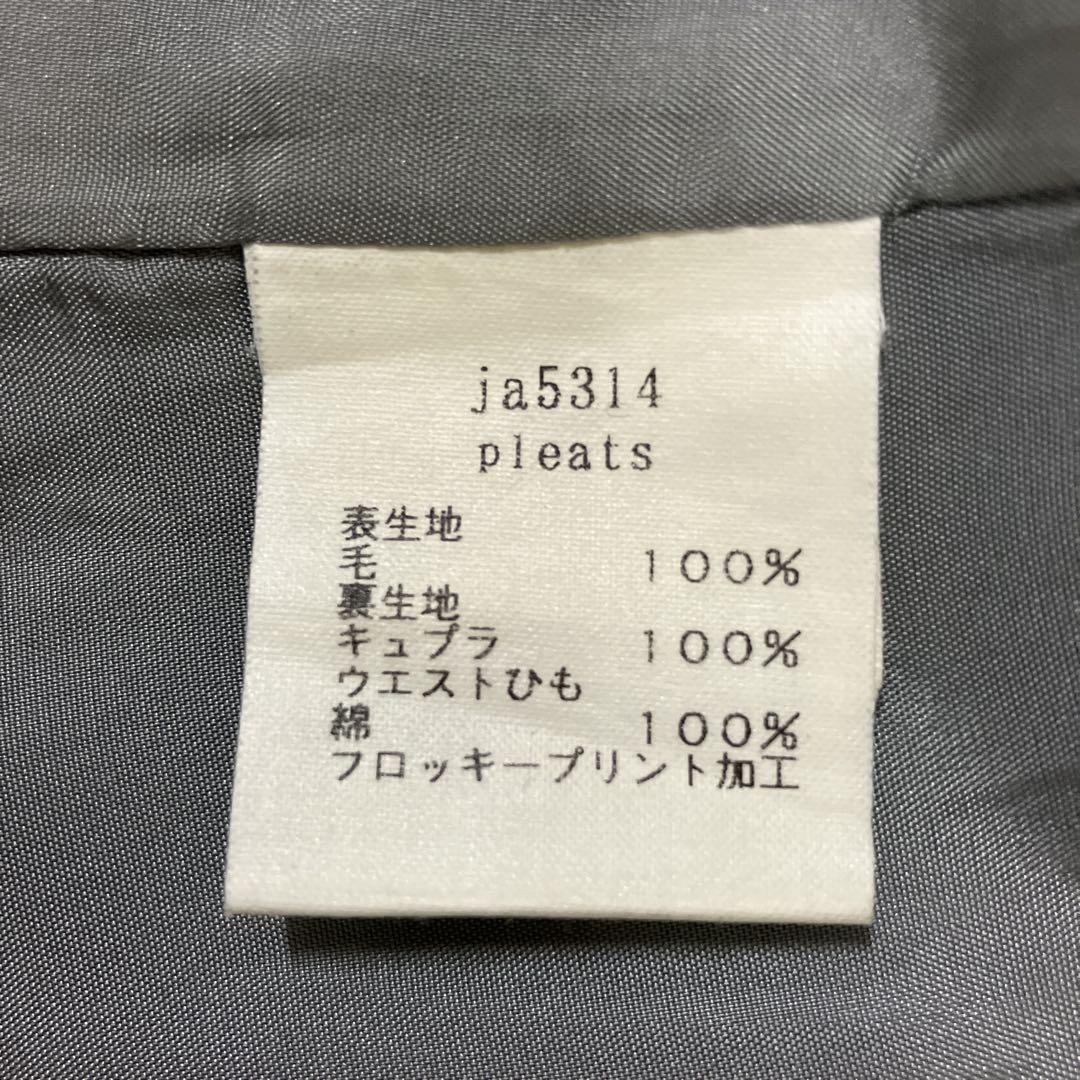 ja5314
pleats
表生地
毛 100%
裏生地
キュプラ 100%
ウエストひも
綿 100%
フロッキープリント加工